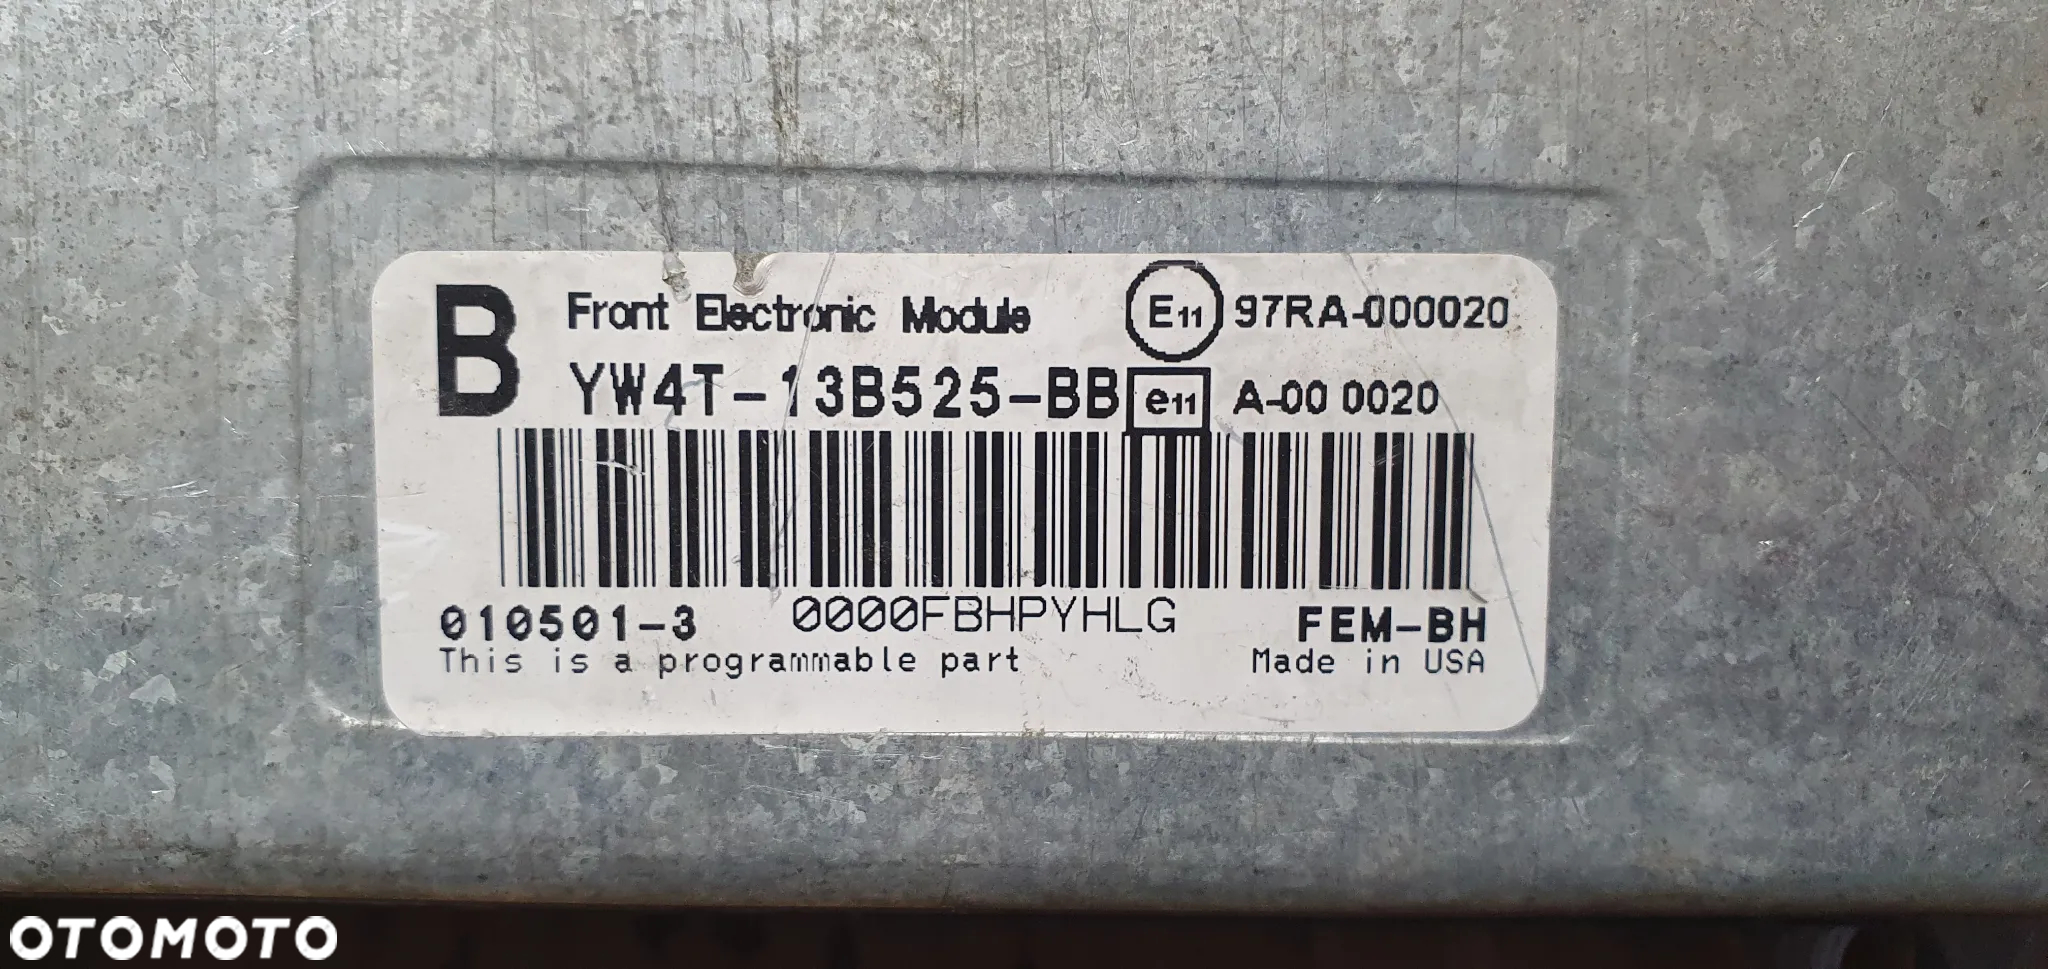 B Front Electronic Module E11 97RA-000020
YW4T-13B525-BB e11 A-00 0020
010501-3 0000FBHPYHLG FEM-BH
This is a programmable part Made in USA
OTOMOTO